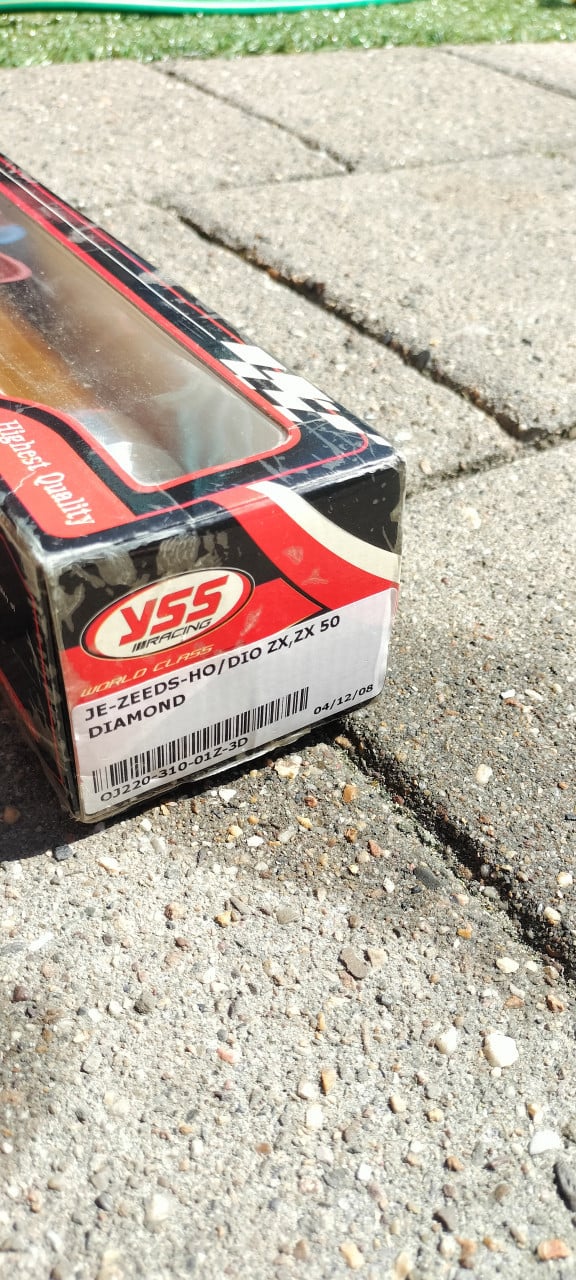 Highest Quality
YSS
RACING
WORLD CLASS
JE-ZEEDS-HO/DIO ZX,ZX 50
DIAMOND
04/12/08
OJ220-310-01Z-3D